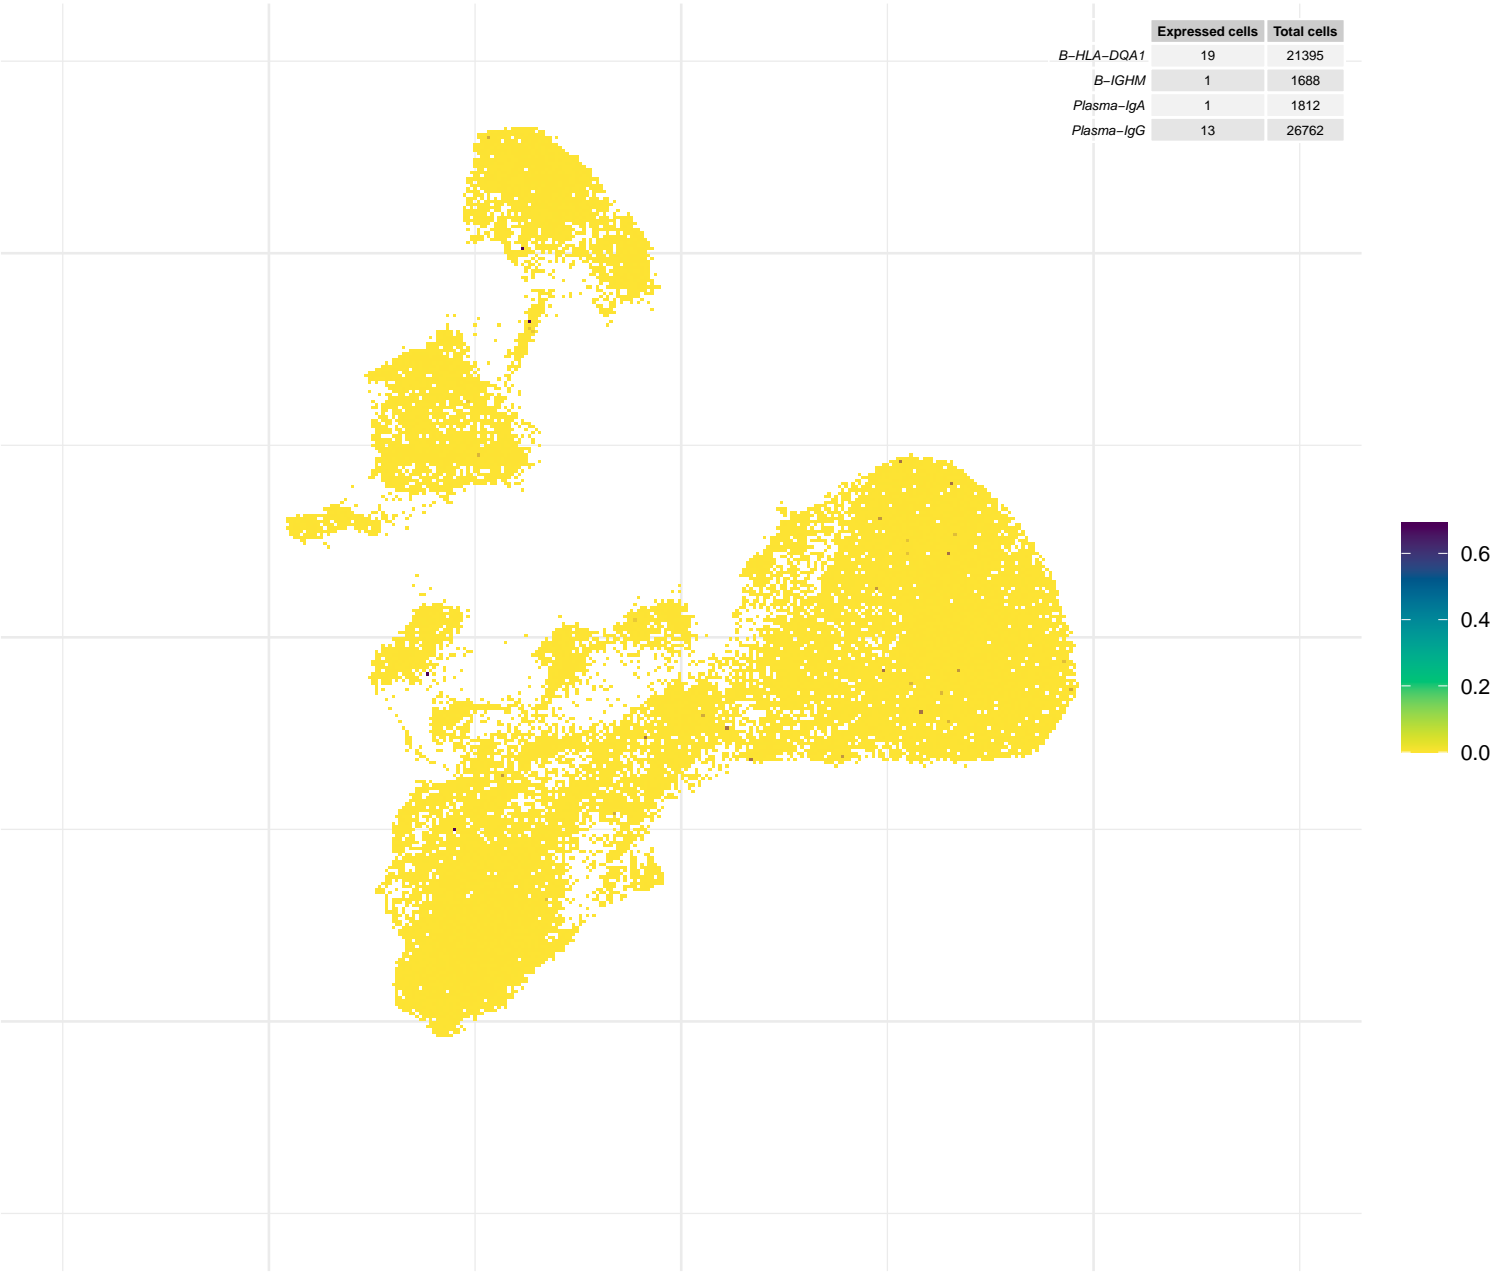 Expressed cells Total cells
B−HLA−DQA1 19 21395
B−IGHM 1 1688
Plasma−IgA 1 1812
Plasma−IgG 13 26762
0.6
0.4
0.2
0.0